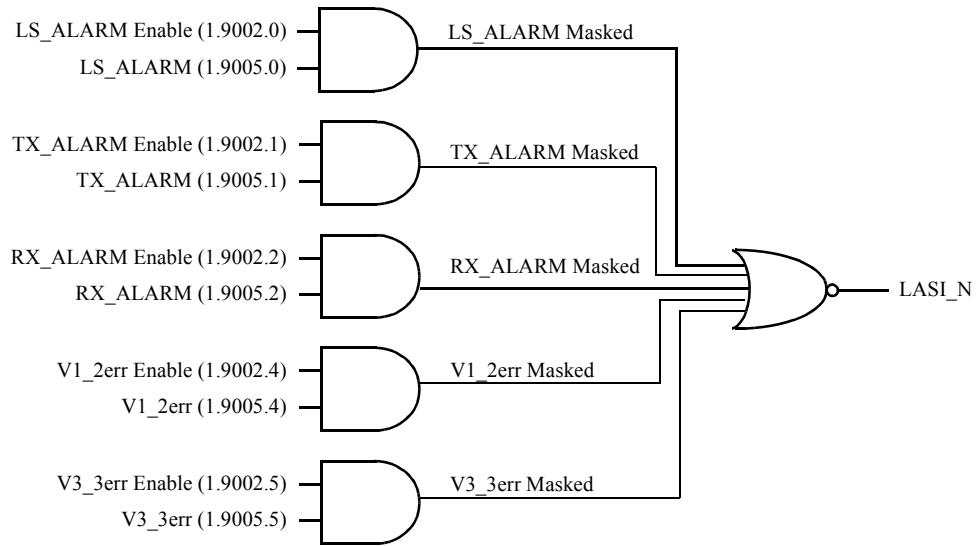 LS_ALARM Enable (1.9002.0)
LS_ALARM (1.9005.0)
LS_ALARM Masked
TX_ALARM Enable (1.9002.1)
TX_ALARM (1.9005.1)
TX_ALARM Masked
RX_ALARM Enable (1.9002.2)
RX_ALARM (1.9005.2)
RX_ALARM Masked
LASI_N
V1_2err Enable (1.9002.4)
V1_2err (1.9005.4)
V1_2err Masked
V3_3err Enable (1.9002.5)
V3_3err (1.9005.5)
V3_3err Masked